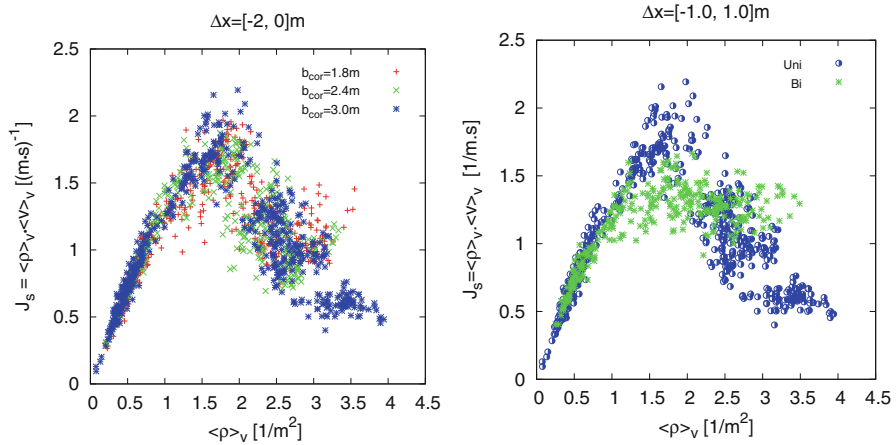 Δx=[-2, 0]m
b_cor=1.8m
b_cor=2.4m
b_cor=3.0m
J_s = <ρ>_v.<v>_v [(m·s)^-1]
2.5
2
1.5
1
0.5
0
0 0.5 1 1.5 2 2.5 3 3.5 4 4.5
<ρ>_v [1/m^2]
Δx=[-1.0, 1.0]m
Uni
Bi
J_s=<ρ>_v.<v>_v [1/m.s]
2.5
2
1.5
1
0.5
0
0 0.5 1 1.5 2 2.5 3 3.5 4 4.5
<ρ>_v [1/m^2]